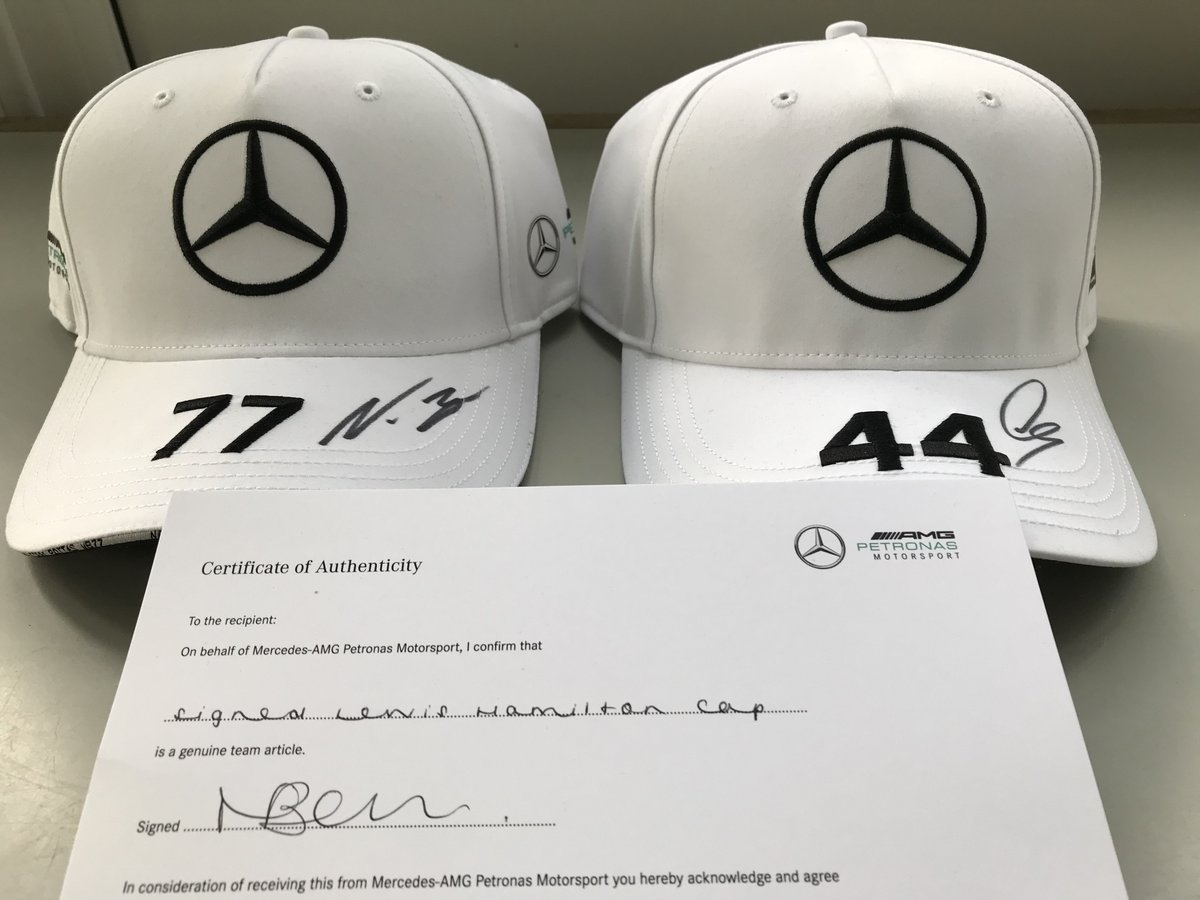 77
44
AMG
PETRONAS
MOTORSPORT
Certificate of Authenticity
To the recipient:
On behalf of Mercedes-AMG Petronas Motorsport, I confirm that
Signed Lewis Hamilton Cap
is a genuine team article.
Signed
In consideration of receiving this from Mercedes-AMG Petronas Motorsport you hereby acknowledge and agree